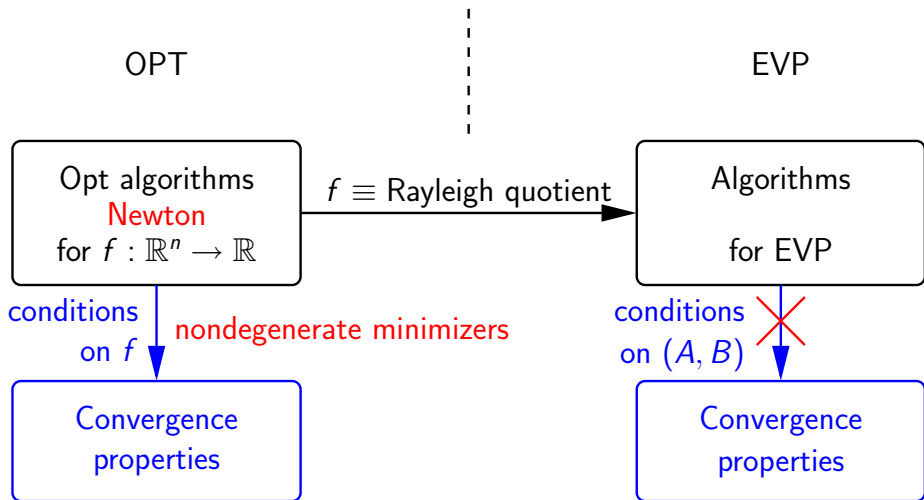 OPT
EVP
Opt algorithms
Newton
for f : ℝⁿ → ℝ
f ≡ Rayleigh quotient
Algorithms
for EVP
conditions
on f
nondegenerate minimizers
conditions
on (A, B)
Convergence
properties
Convergence
properties